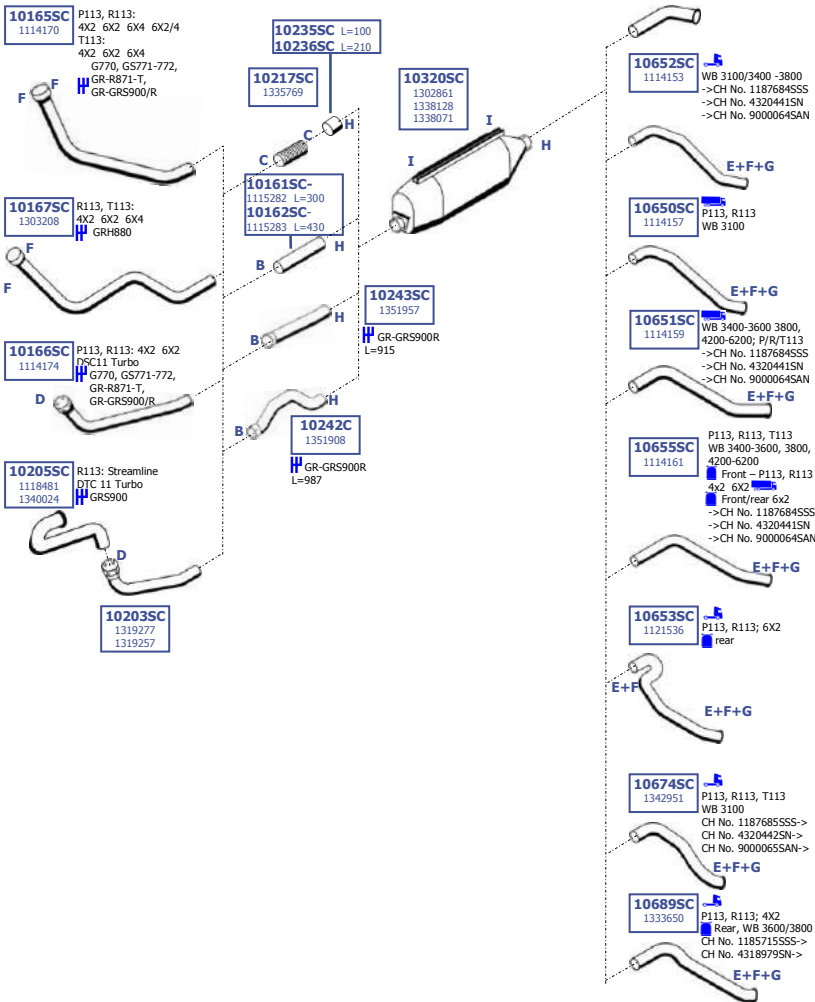 10165SC
1114170
P113, R113:
4X2 6X2 6X4 6X2/4
T113:
4X2 6X2 6X4
G770, GS771-772,
GR-R871-T,
GR-GRS900/R
F
F
10167SC
1303208
R113, T113:
4X2 6X2 6X4
GRH880
F
F
10166SC
1114174
P113, R113: 4X2 6X2
DSC11 Turbo
G770, GS771-772,
GR-R871-T,
GR-GRS900/R
D
10205SC
1118481
1340024
R113: Streamline
DTC 11 Turbo
GRS900
D
10203SC
1319277
1319257
10235SC L=100
10236SC L=210
10217SC
1335769
H
C
C
10161SC-
1115282 L=300
10162SC-
1115283 L=430
H
B
10243SC
1351957
GR-GRS900R
L=915
H
B
10242C
1351908
GR-GRS900R
L=987
H
B
10320SC
1302861
1338128
1338071
I
I
H
10652SC
1114153
WB 3100/3400 -3800
->CH No. 1187684SSS
->CH No. 4320441SN
->CH No. 9000064SAN
E+F+G
10650SC
1114157
P113, R113
WB 3100
E+F+G
10651SC
1114159
WB 3400-3600 3800,
4200-6200; P/R/T113
->CH No. 1187684SSS
->CH No. 4320441SN
->CH No. 9000064SAN
E+F+G
10655SC
1114161
P113, R113, T113
WB 3400-3600, 3800,
4200-6200
Front – P113, R113
4x2 6X2
Front/rear 6x2
->CH No. 1187684SSS
->CH No. 4320441SN
->CH No. 9000064SAN
E+F+G
10653SC
1121536
P113, R113; 6X2
rear
E+F
E+F+G
10674SC
1342951
P113, R113, T113
WB 3100
CH No. 1187685SSS->
CH No. 4320442SN->
CH No. 9000065SAN->
E+F+G
10689SC
1333650
P113, R113; 4X2
Rear, WB 3600/3800
CH No. 1185715SSS->
CH No. 4318979SN->
E+F+G